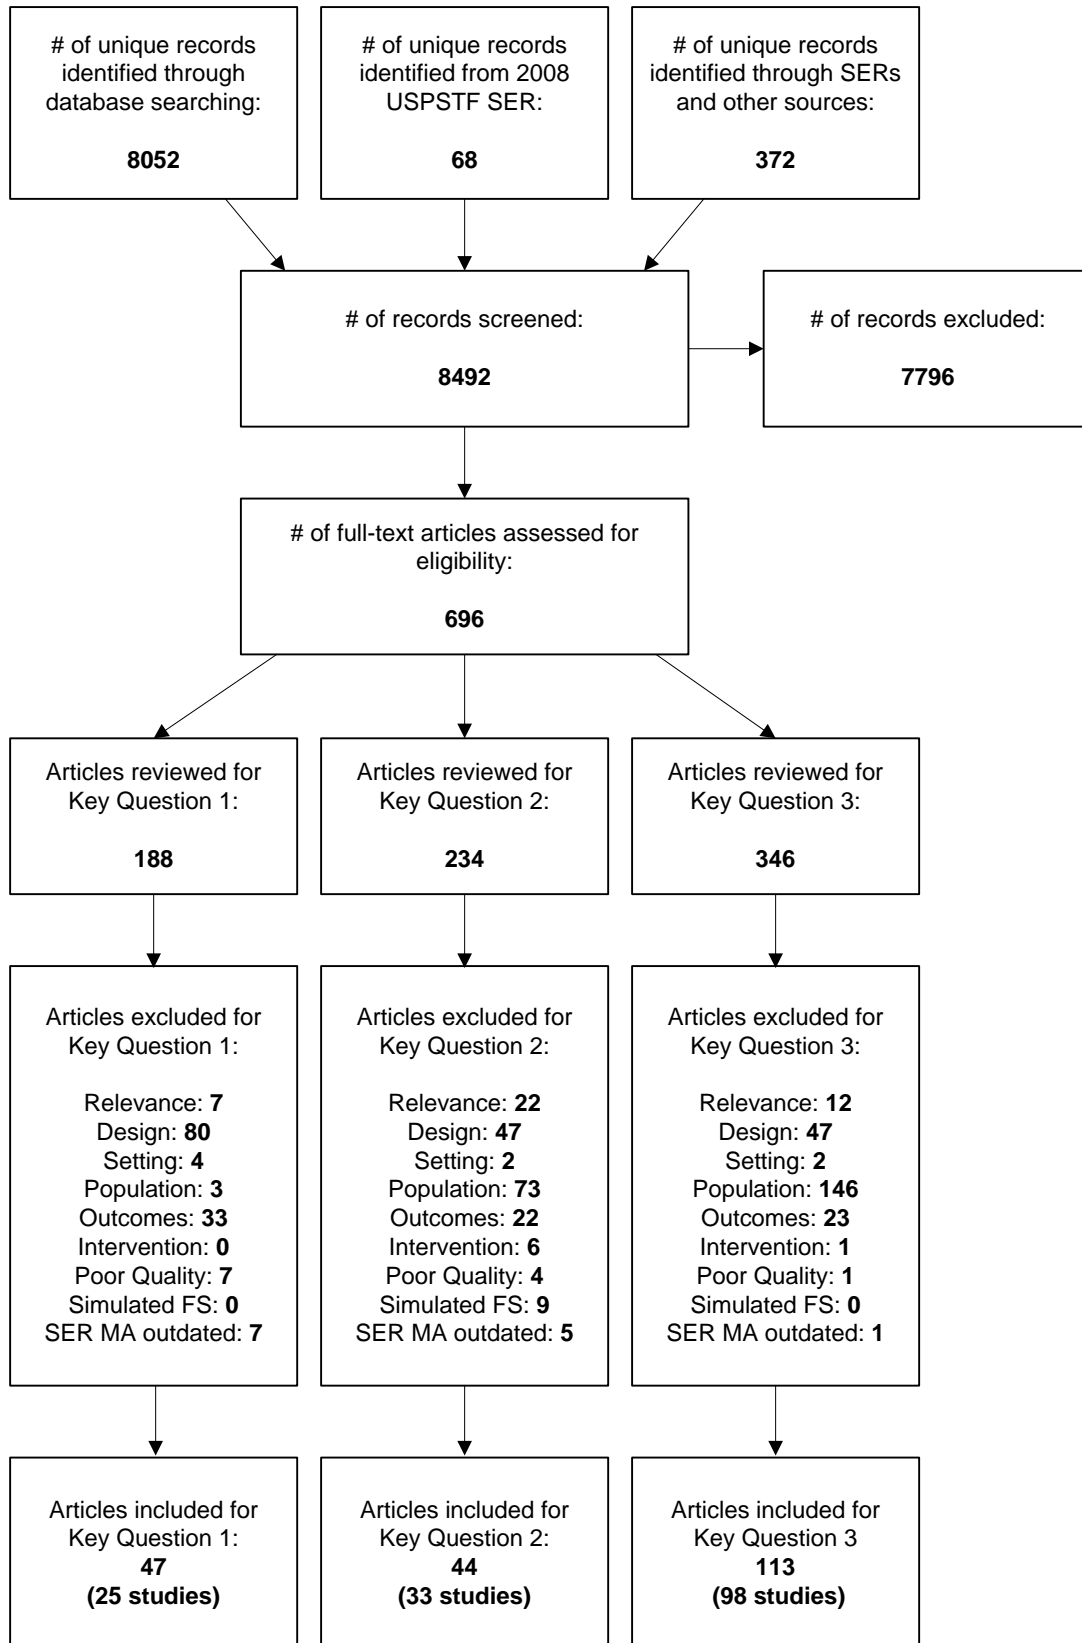 # of unique records
identified through
database searching:
8052
# of unique records
identified from 2008
USPSTF SER:
68
# of unique records
identified through SERs
and other sources:
372
# of records screened:
8492
# of records excluded:
7796
# of full-text articles assessed for
eligibility:
696
Articles reviewed for
Key Question 1:
188
Articles reviewed for
Key Question 2:
234
Articles reviewed for
Key Question 3:
346
Articles excluded for
Key Question 1:
Relevance: 7
Design: 80
Setting: 4
Population: 3
Outcomes: 33
Intervention: 0
Poor Quality: 7
Simulated FS: 0
SER MA outdated: 7
Articles excluded for
Key Question 2:
Relevance: 22
Design: 47
Setting: 2
Population: 73
Outcomes: 22
Intervention: 6
Poor Quality: 4
Simulated FS: 9
SER MA outdated: 5
Articles excluded for
Key Question 3:
Relevance: 12
Design: 47
Setting: 2
Population: 146
Outcomes: 23
Intervention: 1
Poor Quality: 1
Simulated FS: 0
SER MA outdated: 1
Articles included for
Key Question 1:
47
(25 studies)
Articles included for
Key Question 2:
44
(33 studies)
Articles included for
Key Question 3
113
(98 studies)